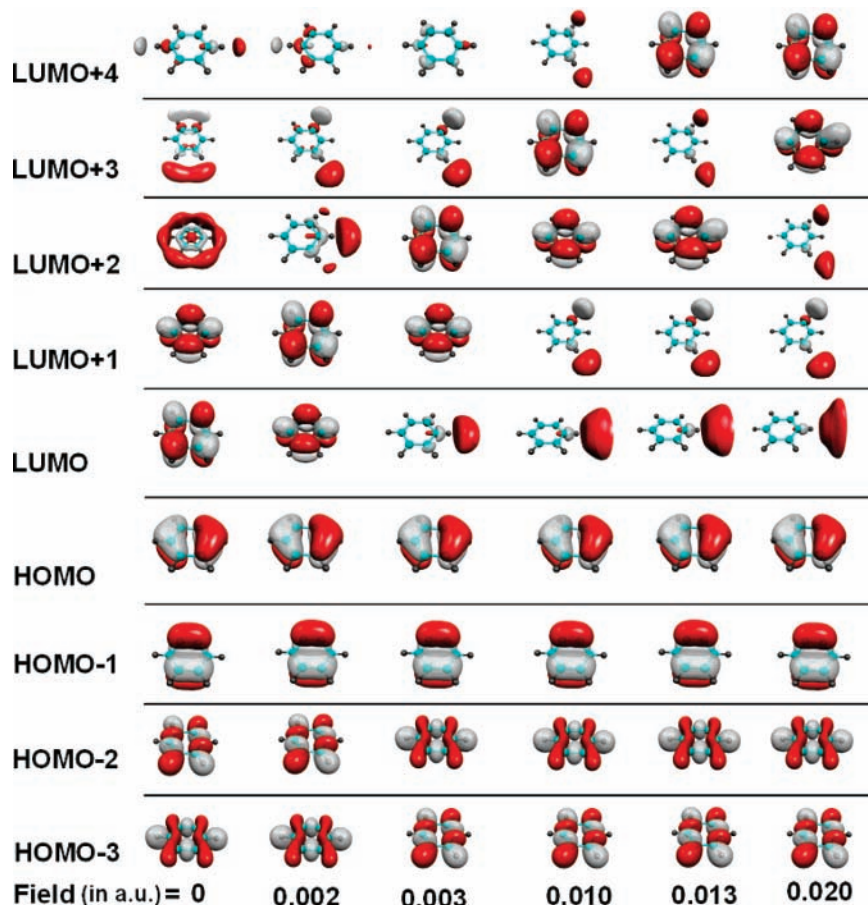 LUMO+4
LUMO+3
LUMO+2
LUMO+1
LUMO
HOMO
HOMO-1
HOMO-2
HOMO-3
Field (in a.u.) = 0 0.002 0.003 0.010 0.013 0.020